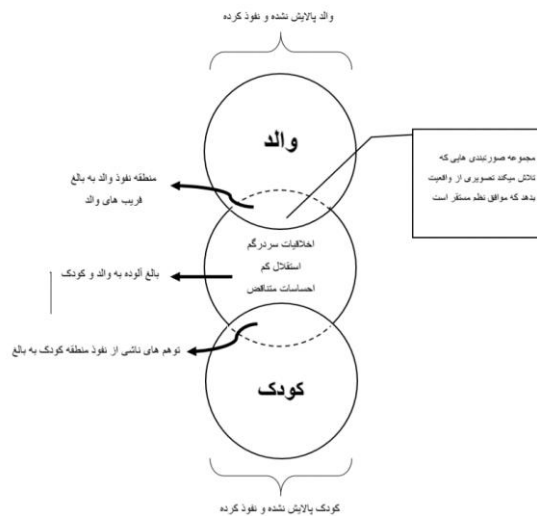 والد پالایش نشده و نفوذ کرده
والد
مجموعه صورتبندی هایی که
تلاش میکند تصویری از واقعیت
بدهد که موافق نظم مستقر است
منطقه نفوذ والد به بالغ
فریب های والد
اخلاقیات سردرگم
استقلال کم
احساسات متناقض
بالغ آلوده به والد و کودک
توهم های ناشی از نفوذ منطقه کودک به بالغ
کودک
کودک پالایش نشده و نفوذ کرده